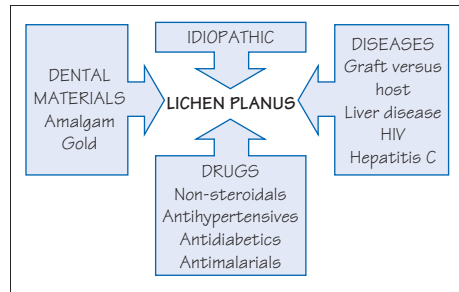 IDIOPATHIC
DENTAL
MATERIALS
Amalgam
Gold
LICHEN PLANUS
DISEASES
Graft versus
host
Liver disease
HIV
Hepatitis C
DRUGS
Non-steroidals
Antihypertensives
Antidiabetics
Antimalarials